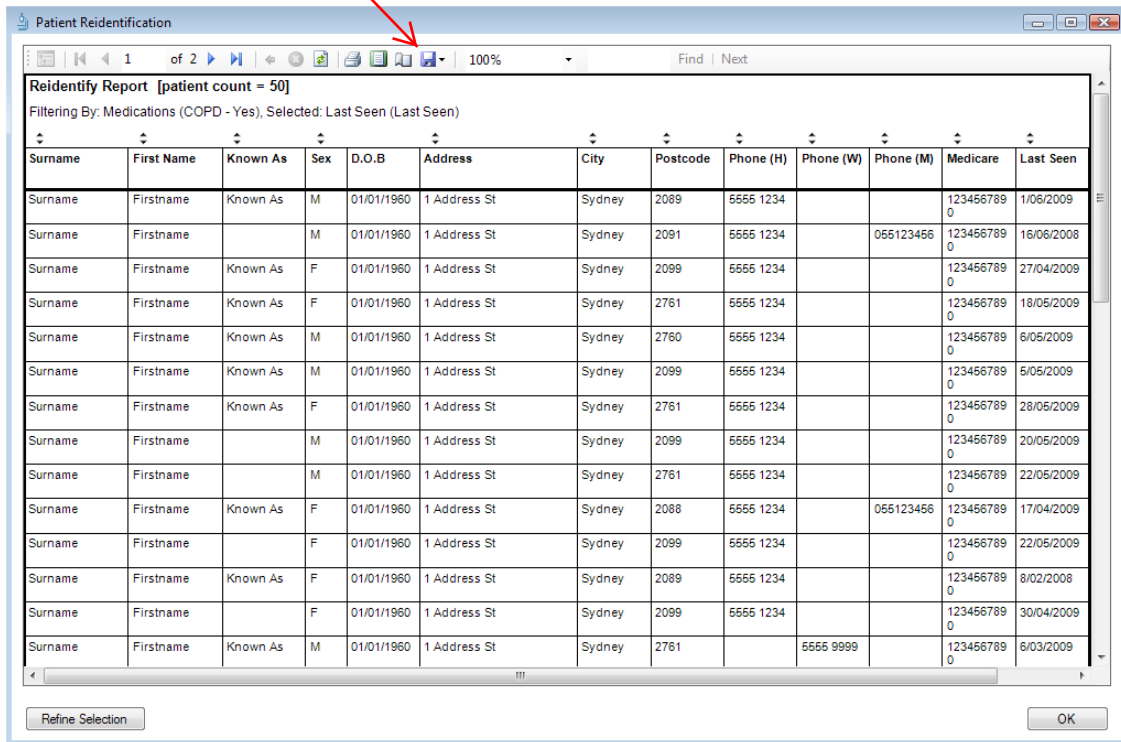 Patient Reidentification
1 of 2 100% Find | Next
Reidentify Report [patient count = 50]
Filtering By: Medications (COPD - Yes), Selected: Last Seen (Last Seen)
Surname First Name Known As Sex D.O.B Address City Postcode Phone (H) Phone (W) Phone (M) Medicare Last Seen
Surname Firstname Known As M 01/01/1960 1 Address St Sydney 2089 5555 1234 123456789 1/06/2009
0
Surname Firstname M 01/01/1960 1 Address St Sydney 2091 5555 1234 055123456 123456789 16/06/2008
0
Surname Firstname Known As F 01/01/1960 1 Address St Sydney 2099 5555 1234 123456789 27/04/2009
0
Surname Firstname Known As F 01/01/1960 1 Address St Sydney 2761 5555 1234 123456789 18/05/2009
0
Surname Firstname Known As M 01/01/1960 1 Address St Sydney 2760 5555 1234 123456789 6/05/2009
0
Surname Firstname Known As M 01/01/1960 1 Address St Sydney 2099 5555 1234 123456789 5/05/2009
0
Surname Firstname Known As F 01/01/1960 1 Address St Sydney 2761 5555 1234 123456789 28/05/2009
0
Surname Firstname M 01/01/1960 1 Address St Sydney 2099 5555 1234 123456789 20/05/2009
0
Surname Firstname M 01/01/1960 1 Address St Sydney 2761 5555 1234 123456789 22/05/2009
0
Surname Firstname Known As F 01/01/1960 1 Address St Sydney 2088 5555 1234 055123456 123456789 17/04/2009
0
Surname Firstname F 01/01/1960 1 Address St Sydney 2099 5555 1234 123456789 22/05/2009
0
Surname Firstname Known As F 01/01/1960 1 Address St Sydney 2089 5555 1234 123456789 8/02/2008
0
Surname Firstname F 01/01/1960 1 Address St Sydney 2099 5555 1234 123456789 30/04/2009
0
Surname Firstname Known As M 01/01/1960 1 Address St Sydney 2761 5555 9999 123456789 6/03/2009
0
Refine Selection OK